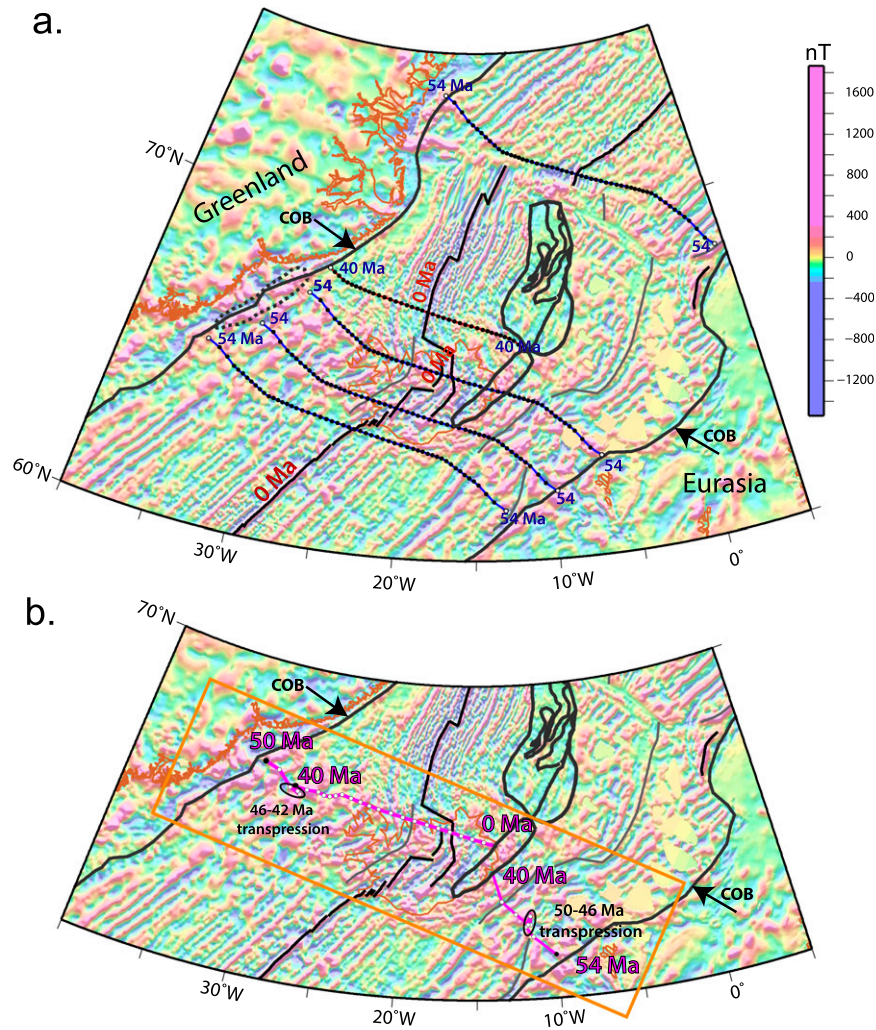 a.
nT
1600
1200
800
400
0
−400
−800
−1200
54 Ma
70˚N
Greenland
COB
40 Ma
54
0 Ma
54
54
54 Ma
40 Ma
0 Ma
COB
54
Eurasia
60˚N
0 Ma
54
54 Ma
30˚W
20˚W
10˚W
0˚
b.
70˚N
COB
50 Ma
40 Ma
46-42 Ma
transpression
0 Ma
40 Ma
COB
50-46 Ma
transpression
54 Ma
30˚W
20˚W
10˚W
0˚